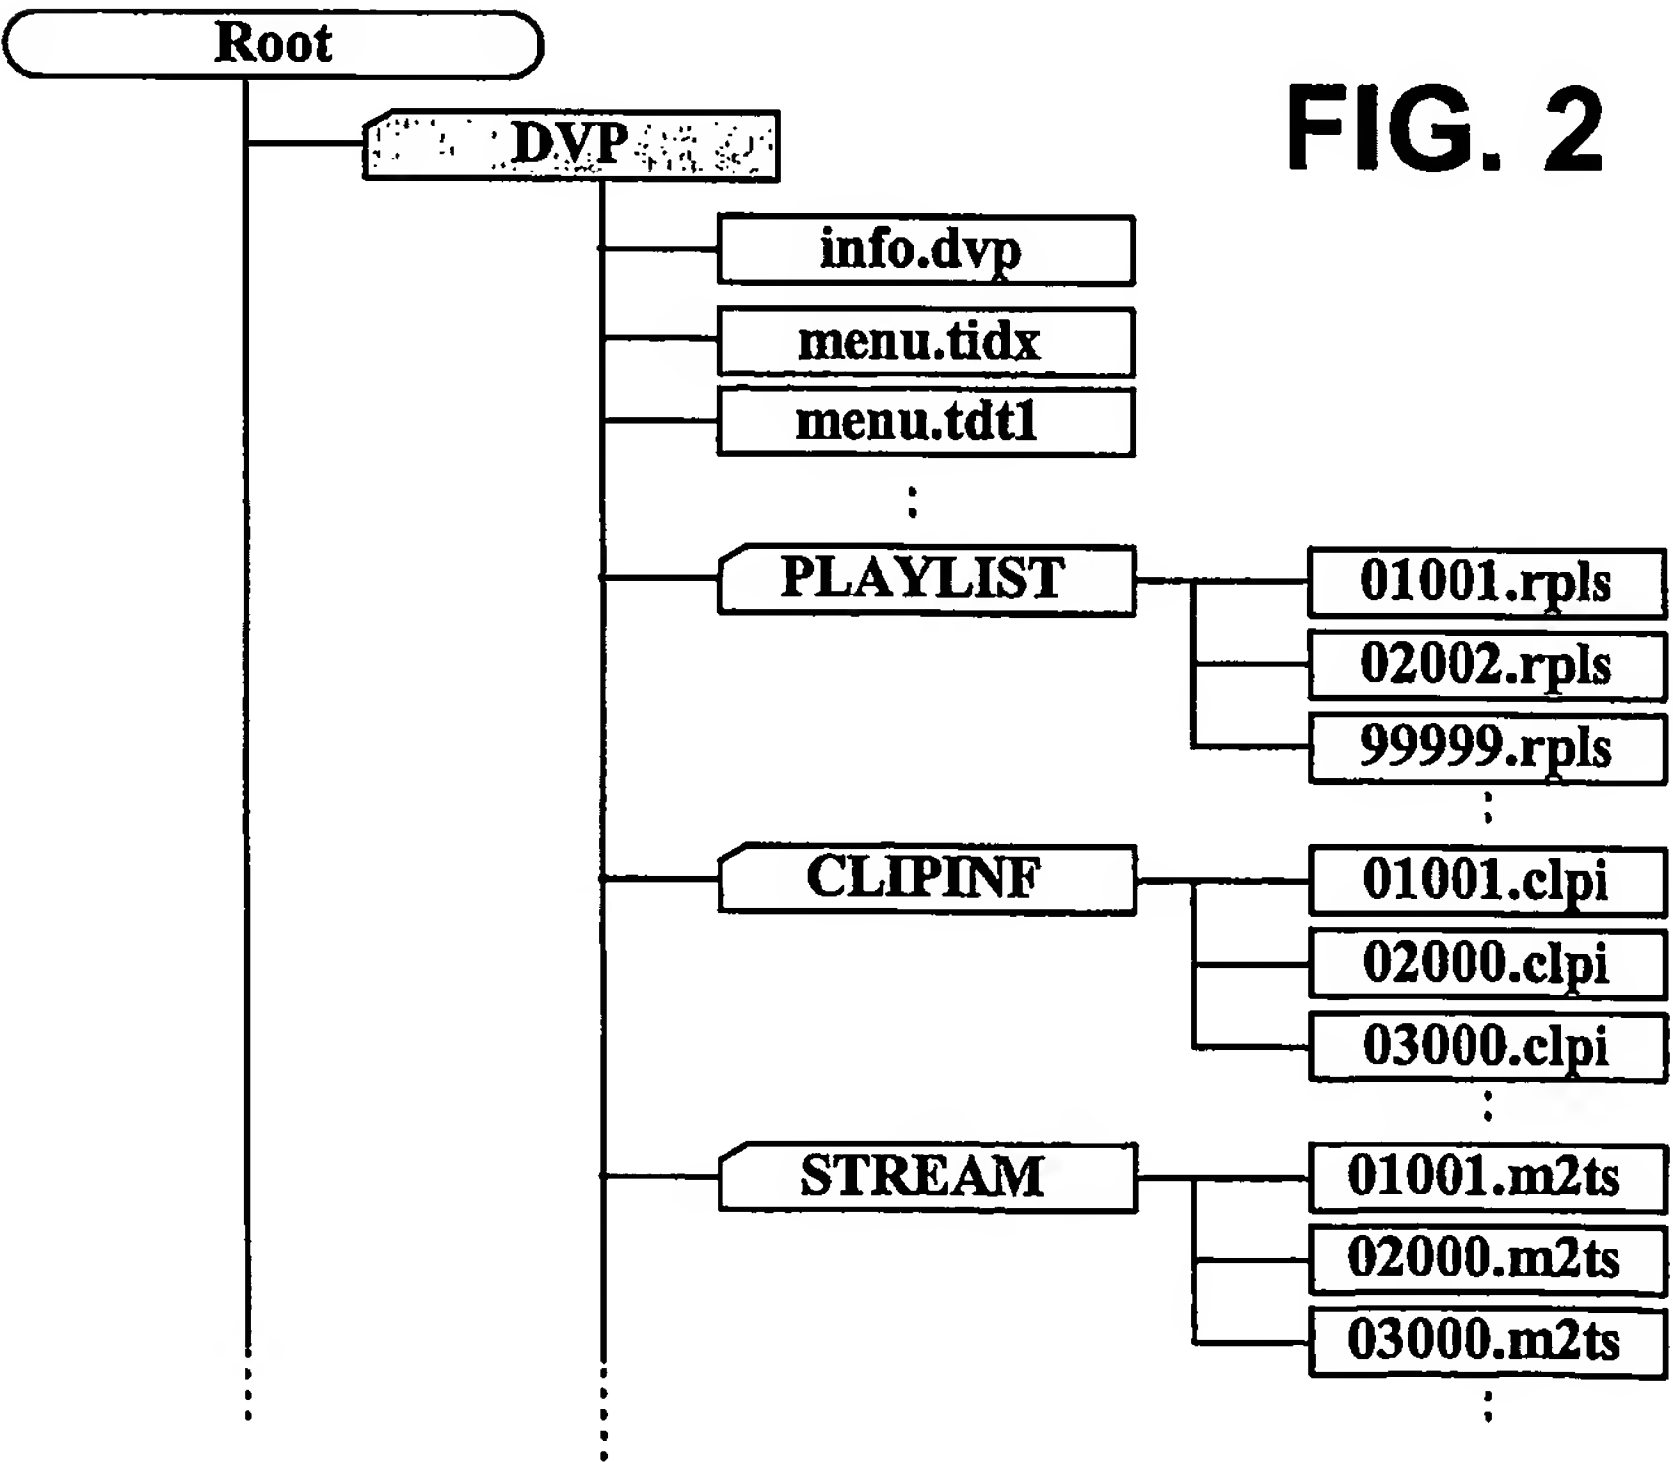 Root
FIG. 2
DVP
info.dvp
menu.tidx
menu.tdt1
PLAYLIST
01001.rpls
02002.rpls
99999.rpls
CLIPINF
01001.clpi
02000.clpi
03000.clpi
STREAM
01001.m2ts
02000.m2ts
03000.m2ts